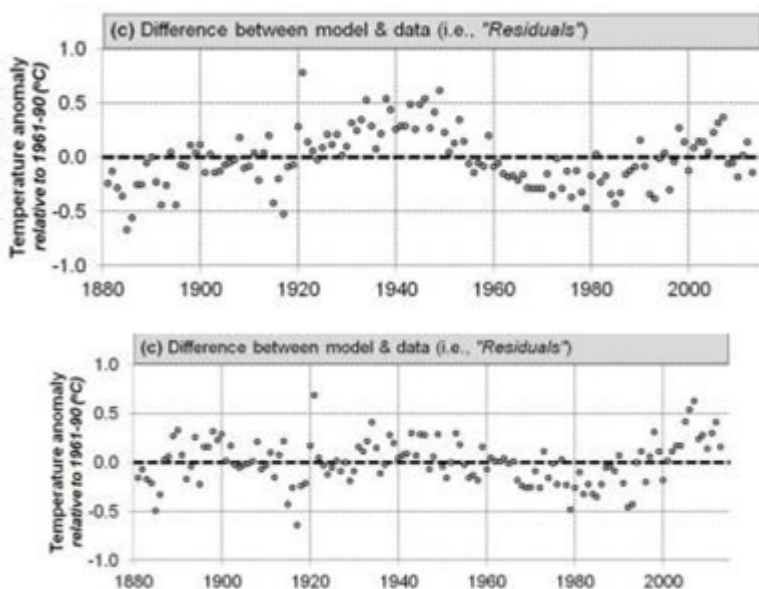 (c) Difference between model & data (i.e., "Residuals")
Temperature anomaly
relative to 1961-90 (ºC)
1.0
0.5
0.0
-0.5
-1.0
1880 1900 1920 1940 1960 1980 2000
(c) Difference between model & data (i.e., "Residuals")
Temperature anomaly
relative to 1961-90 (ºC)
1.0
0.5
0.0
-0.5
-1.0
1880 1900 1920 1940 1960 1980 2000